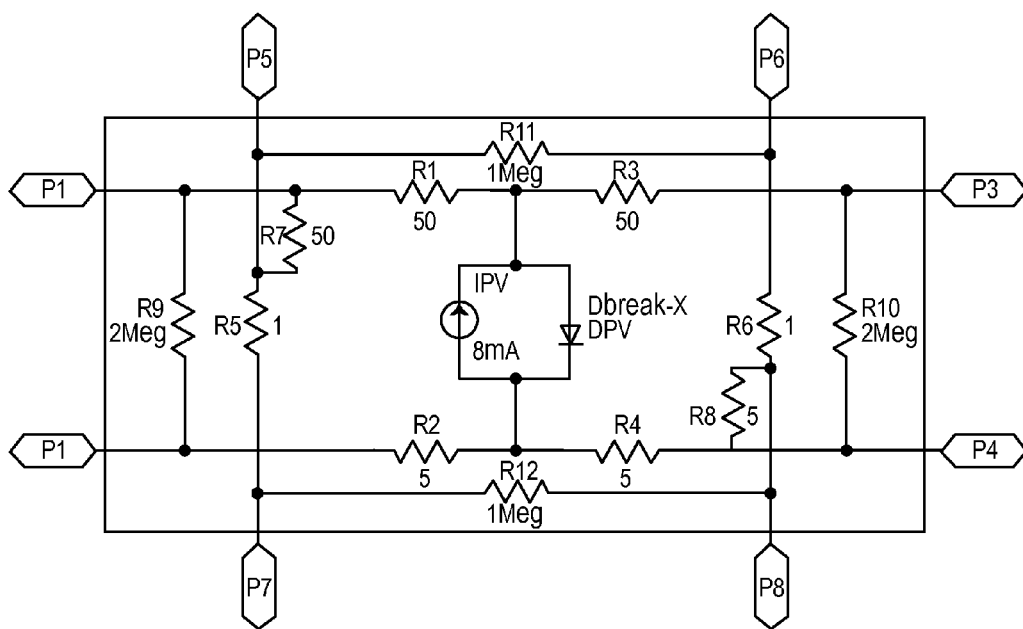 P5
P6
R11
1Meg
P1
R1
50
R3
50
P3
R7
50
IPV
8mA
Dbreak-X
DPV
R9
2Meg
R5
1
R6
1
R10
2Meg
R8
5
P1
R2
5
R4
5
P4
R12
1Meg
P7
P8